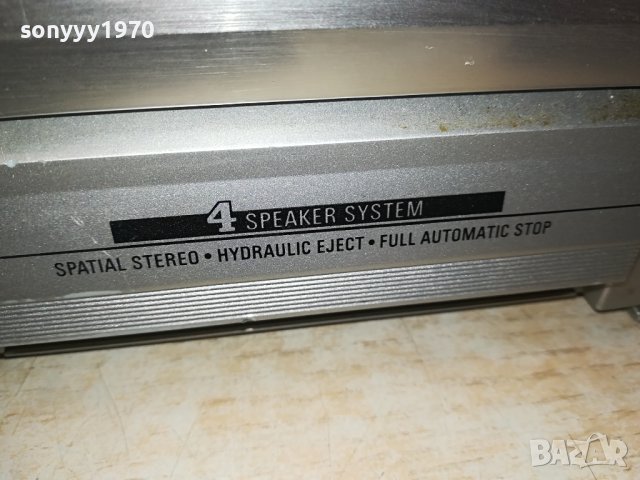 sonyyy1970
4 SPEAKER SYSTEM
SPATIAL STEREO • HYDRAULIC EJECT • FULL AUTOMATIC STOP
BAZAR